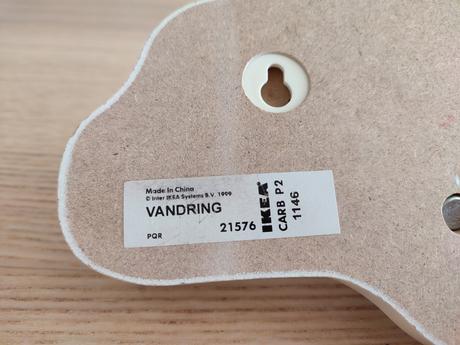 Made in China
© Inter IKEA Systems B.V. 1999
VANDRING
21576
PQR
IKEA
CARB P2
1146